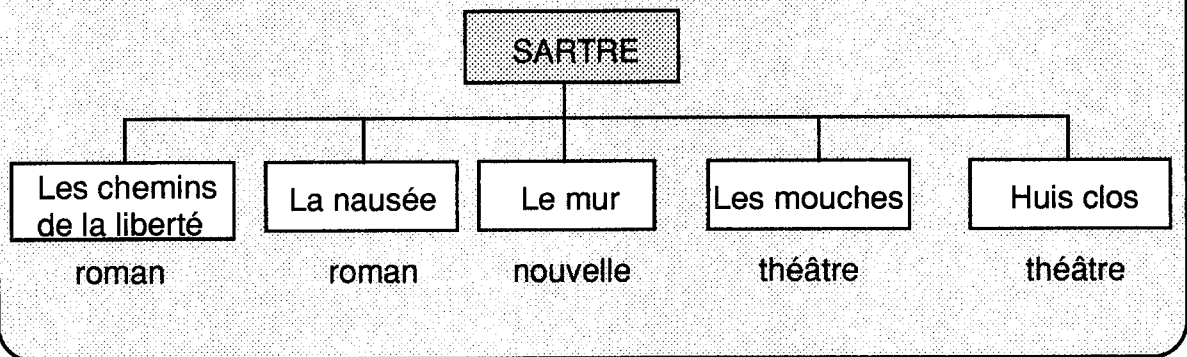 SARTRE
Les chemins
de la liberté
La nausée
Le mur
Les mouches
Huis clos
roman
roman
nouvelle
théâtre
théâtre